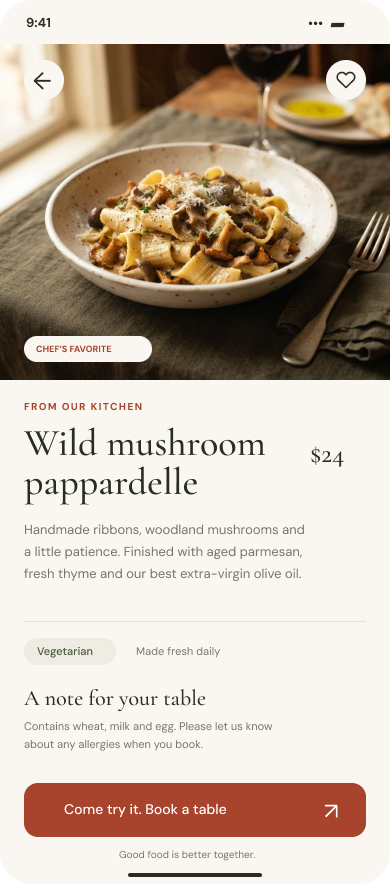 9:41
CHEF'S FAVORITE
FROM OUR KITCHEN
Wild mushroom
pappardelle
$24
Handmade ribbons, woodland mushrooms and
a little patience. Finished with aged parmesan,
fresh thyme and our best extra-virgin olive oil.
Vegetarian
Made fresh daily
A note for your table
Contains wheat, milk and egg. Please let us know
about any allergies when you book.
Come try it. Book a table
Good food is better together.